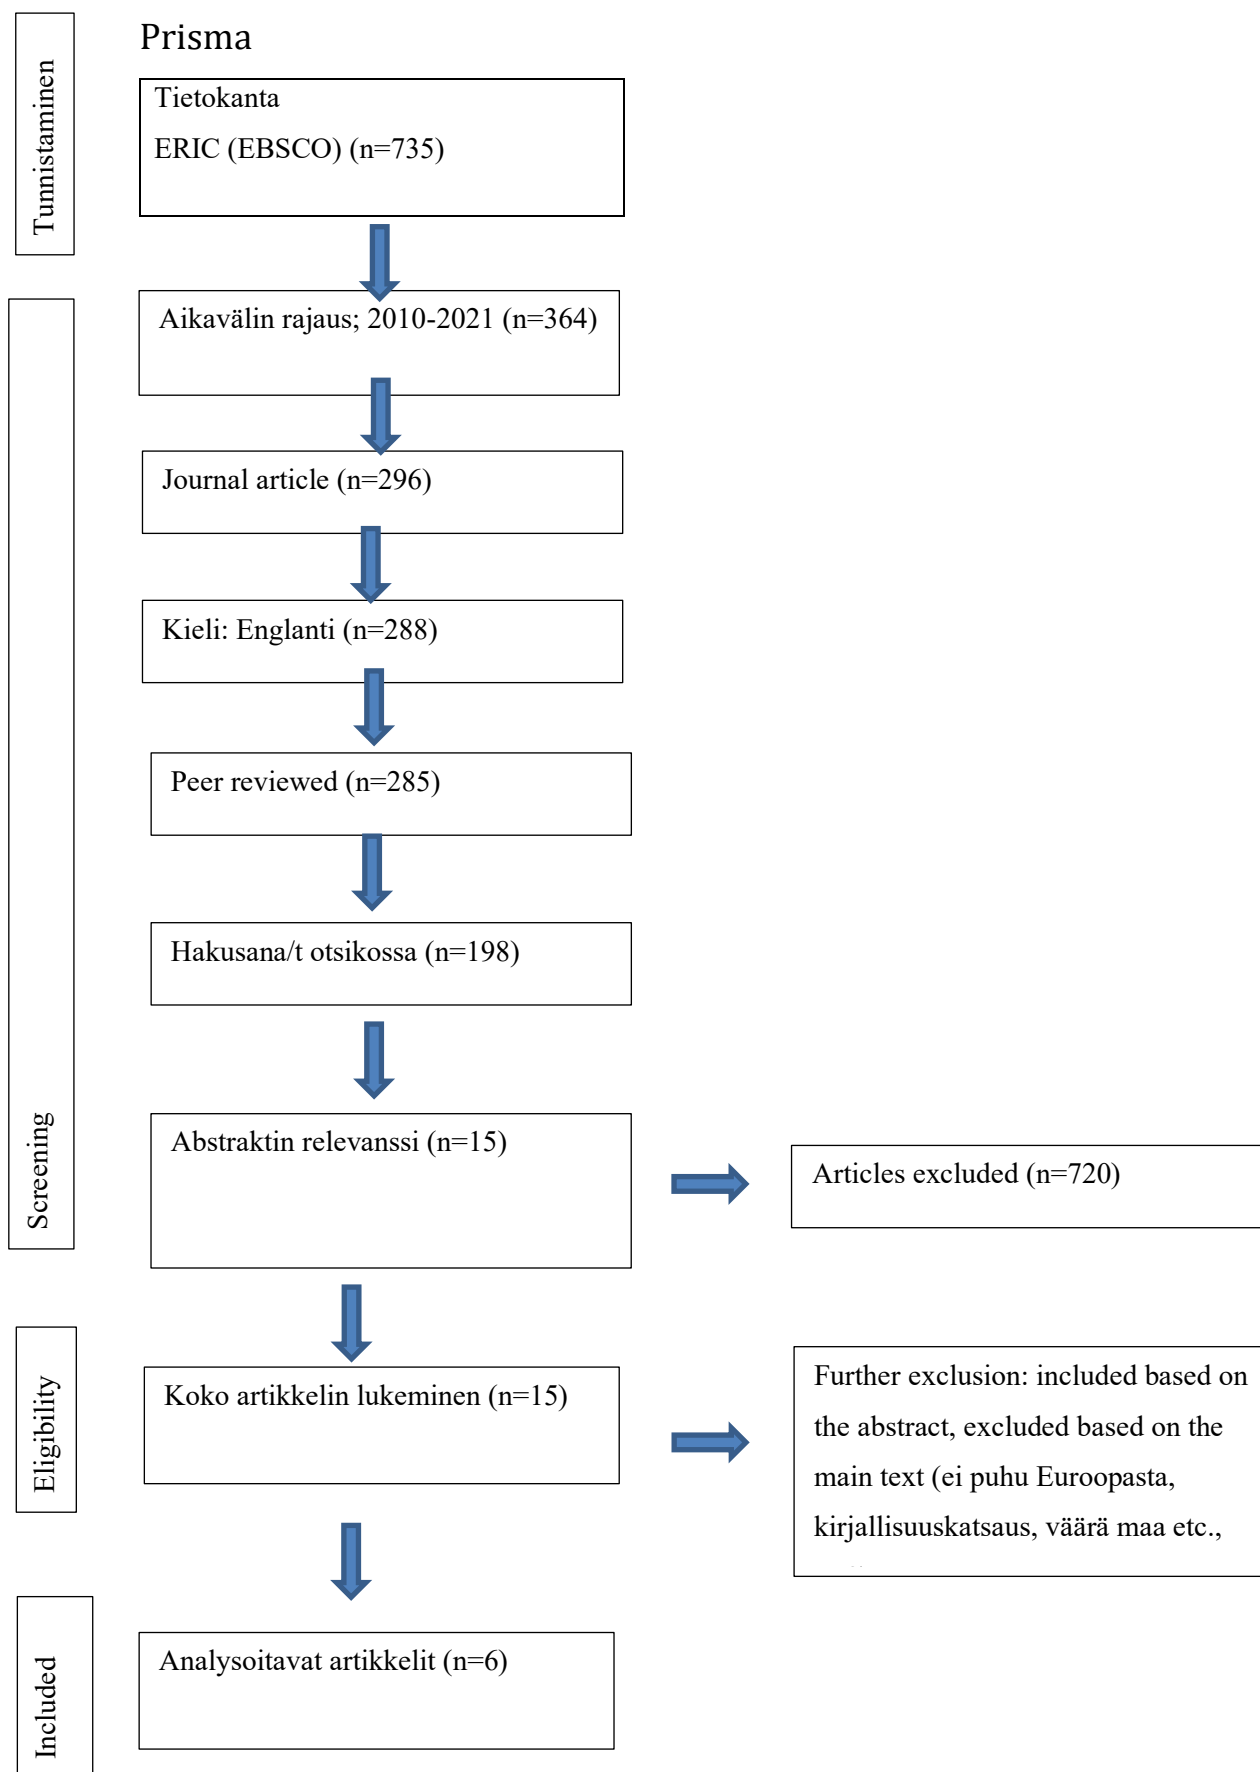 Prisma
Tunnistaminen
Tietokanta
ERIC (EBSCO) (n=735)
Screening
Aikavälin rajaus; 2010-2021 (n=364)
Journal article (n=296)
Kieli: Englanti (n=288)
Peer reviewed (n=285)
Hakusana/t otsikossa (n=198)
Abstraktin relevanssi (n=15)
Articles excluded (n=720)
Eligibility
Koko artikkelin lukeminen (n=15)
Further exclusion: included based on
the abstract, excluded based on the
main text (ei puhu Euroopasta,
kirjallisuuskatsaus, väärä maa etc.,
Included
Analysoitavat artikkelit (n=6)